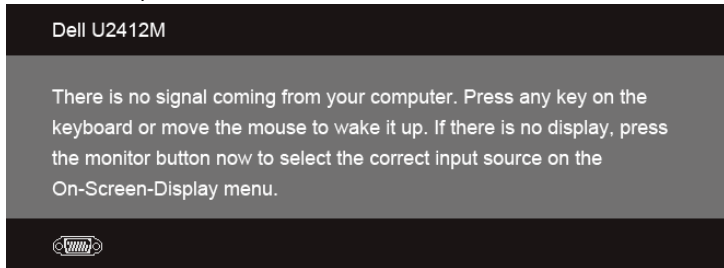 Dell U2412M
There is no signal coming from your computer. Press any key on the
keyboard or move the mouse to wake it up. If there is no display, press
the monitor button now to select the correct input source on the
On-Screen-Display menu.